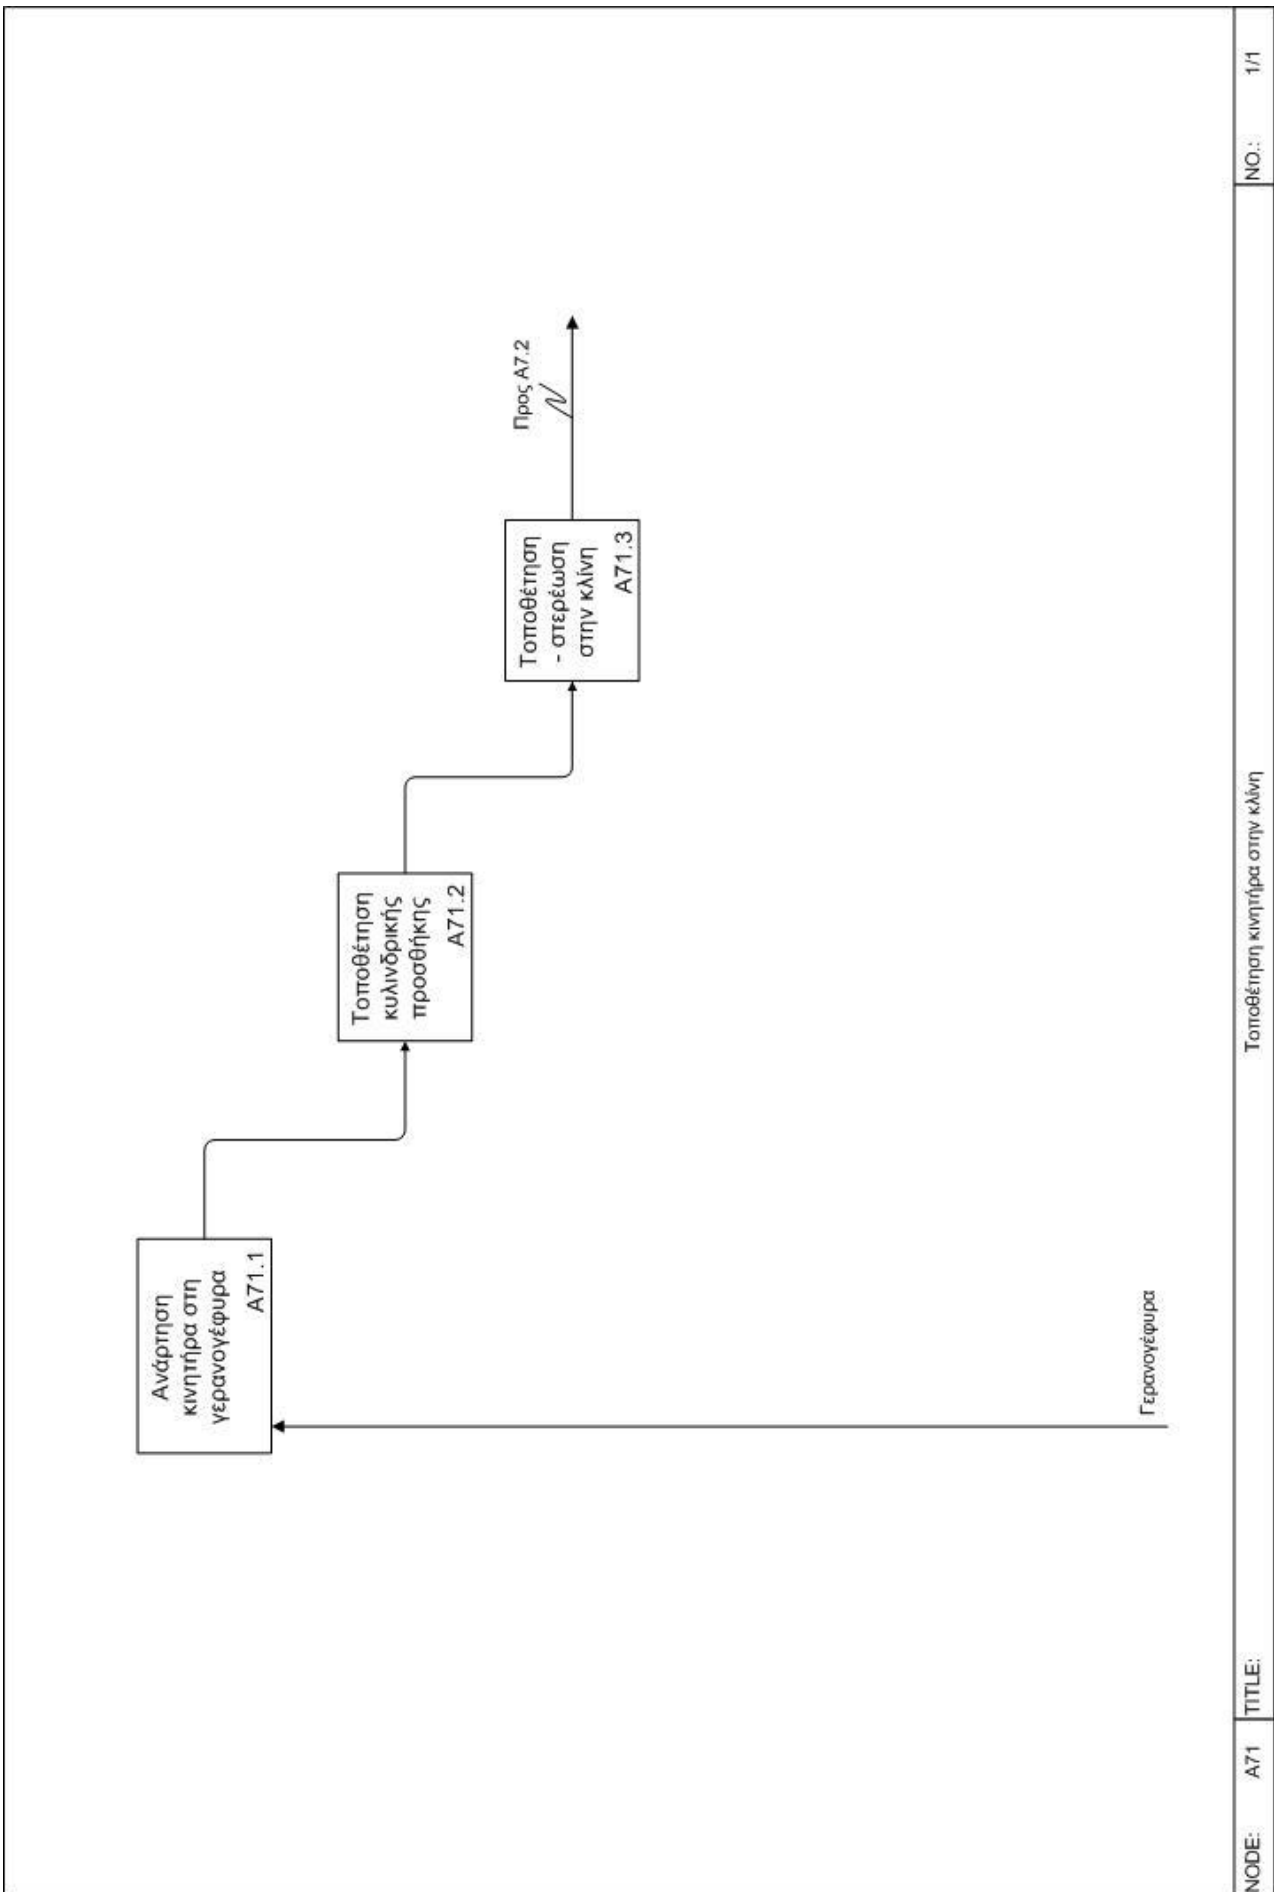 Ανάρτηση
κινητήρα στη
γερανογέφυρα
A71.1
Τοποθέτηση
κυλινδρικής
προσθήκης
A71.2
Τοποθέτηση
- στερέωση
στην κλίνη
A71.3
Προς A7.2
Γερανογέφυρα
NODE: A71
TITLE: Τοποθέτηση κινητήρα στην κλίνη
NO.: 1/1